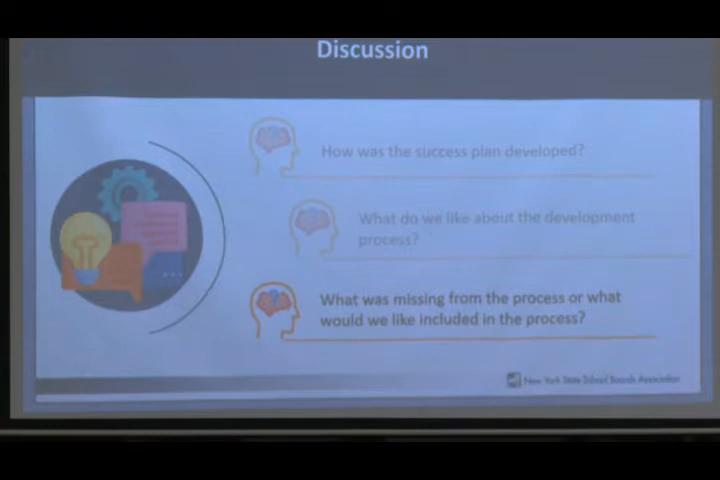 Discussion
How was the success plan developed?
What do we like about the development
process?
What was missing from the process or what
would we like included in the process?
New York State School Boards Association